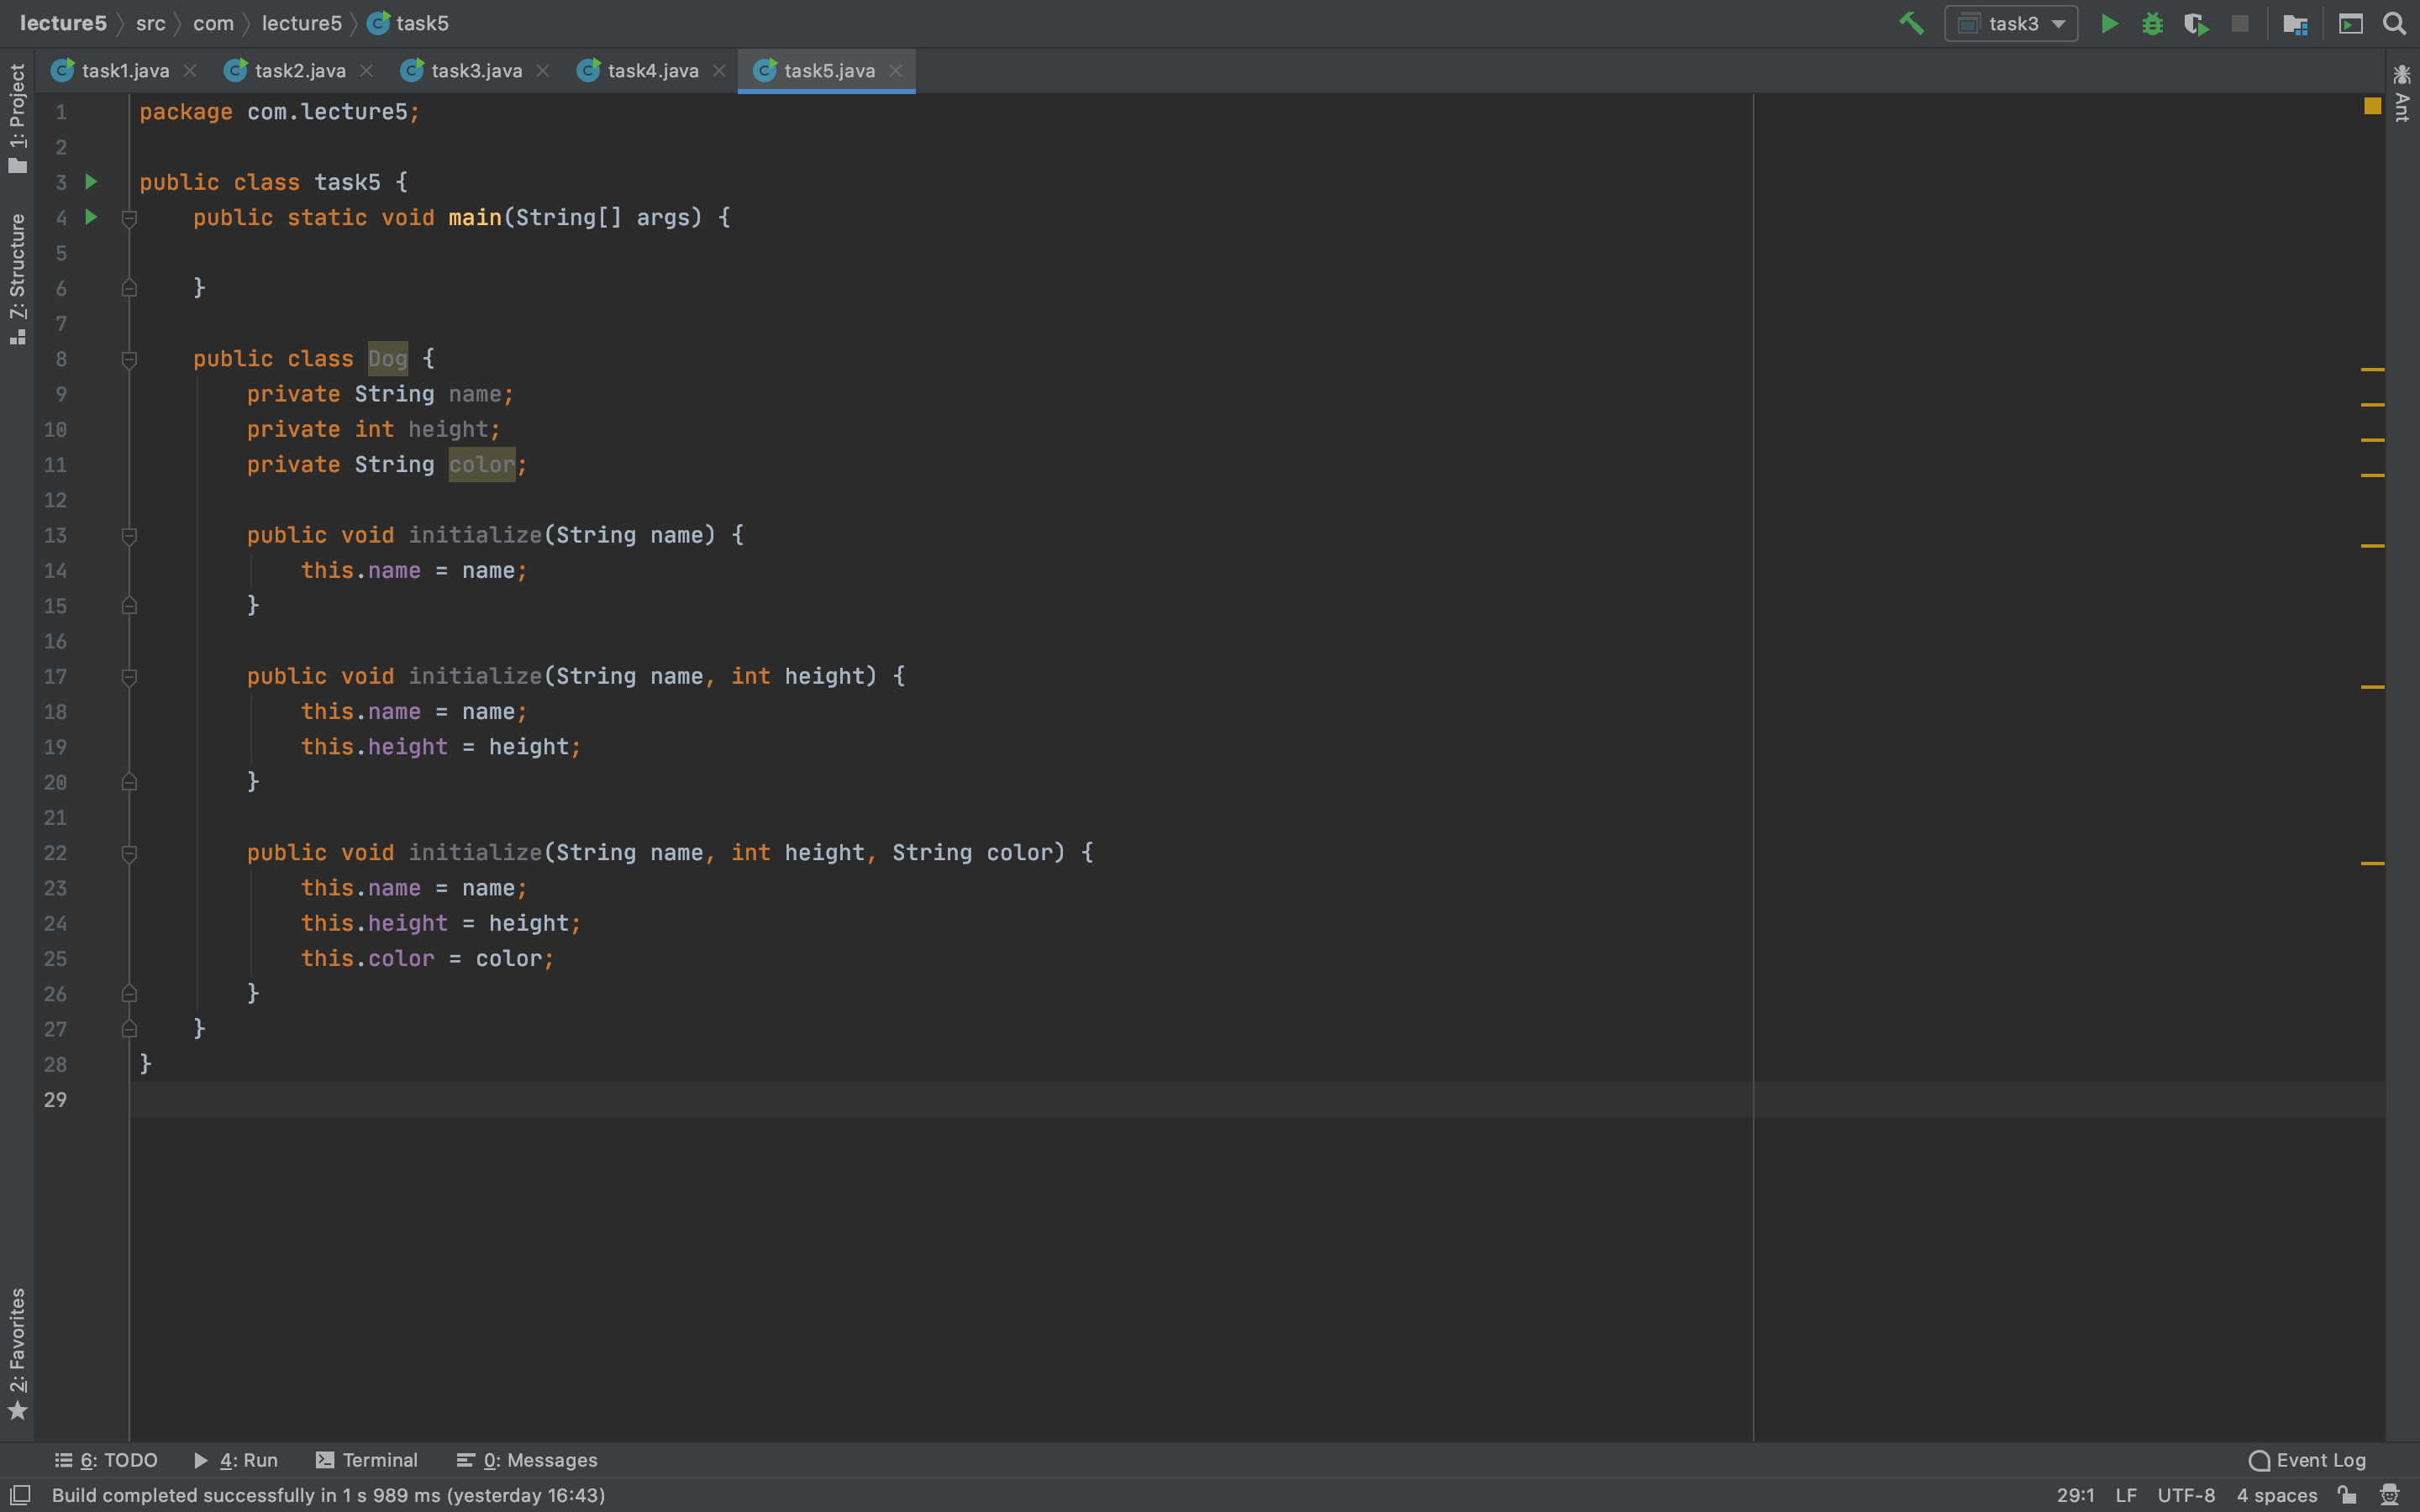 lecture5 src com lecture5 task5
task3
task1.java task2.java task3.java task4.java task5.java
1: Project
7: Structure
2: Favorites
Ant
1 package com.lecture5;
2
3 public class task5 {
4 public static void main(String[] args) {
5
6 }
7
8 public class Dog {
9 private String name;
10 private int height;
11 private String color;
12
13 public void initialize(String name) {
14 this.name = name;
15 }
16
17 public void initialize(String name, int height) {
18 this.name = name;
19 this.height = height;
20 }
21
22 public void initialize(String name, int height, String color) {
23 this.name = name;
24 this.height = height;
25 this.color = color;
26 }
27 }
28 }
29
6: TODO 4: Run Terminal 0: Messages Event Log
Build completed successfully in 1 s 989 ms (yesterday 16:43) 29:1 LF UTF-8 4 spaces